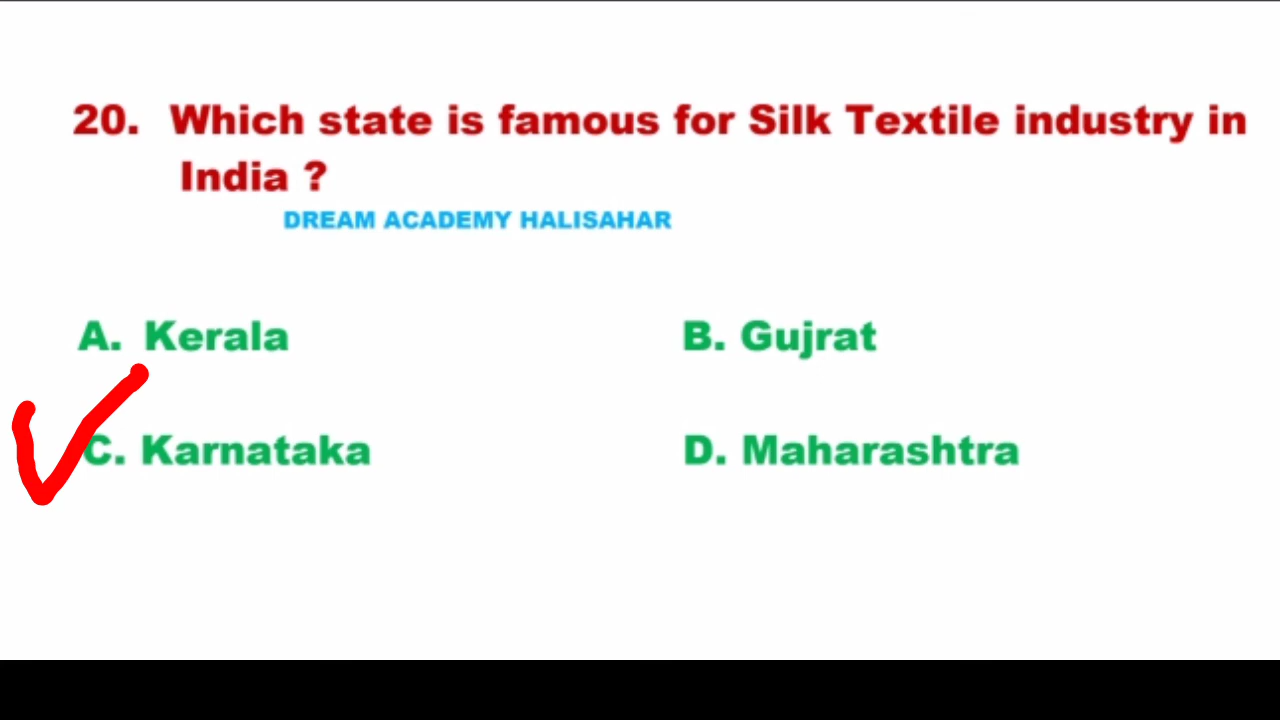 20. Which state is famous for Silk Textile industry in
India ?
DREAM ACADEMY HALISAHAR
A. Kerala
B. Gujrat
C. Karnataka
D. Maharashtra